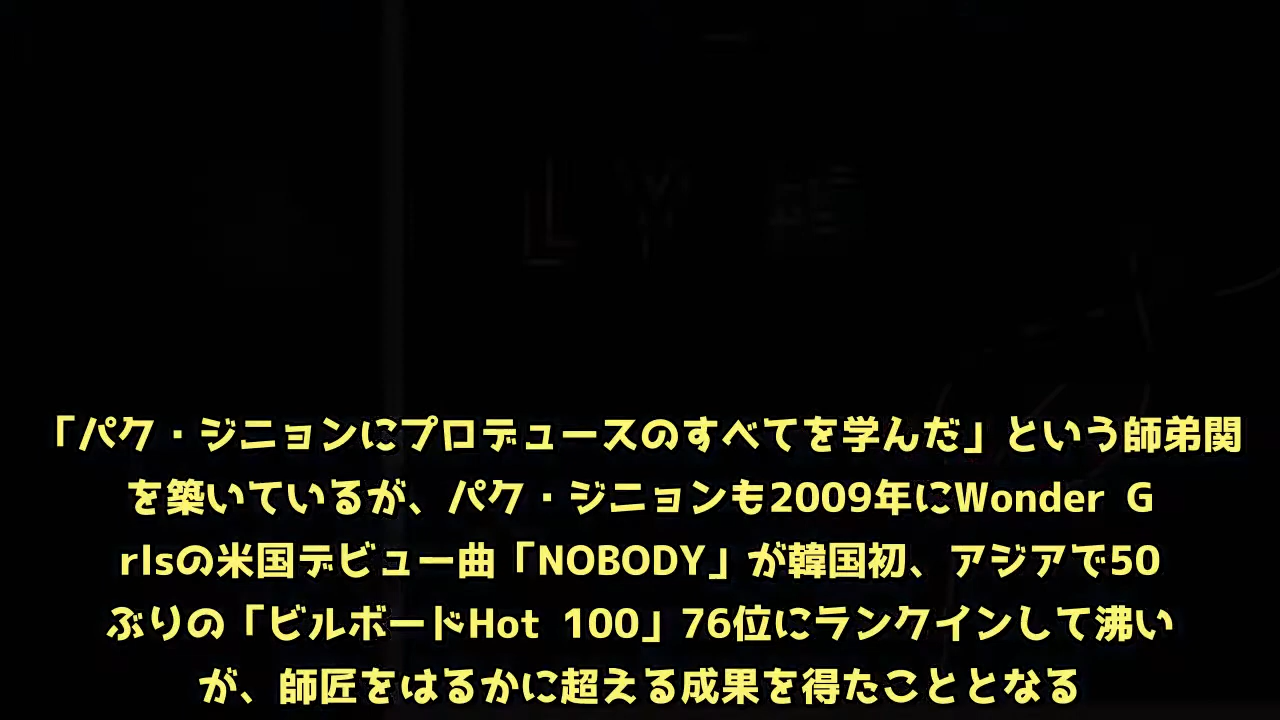 「パク・ジニョンにプロデュースのすべてを学んだ」という師弟関
を築いているが、パク・ジニョンも2009年にWonder G
rlsの米国デビュー曲「NOBODY」が韓国初、アジアで50
ぶりの「ビルボードHot 100」76位にランクインして沸い
が、師匠をはるかに超える成果を得たこととなる